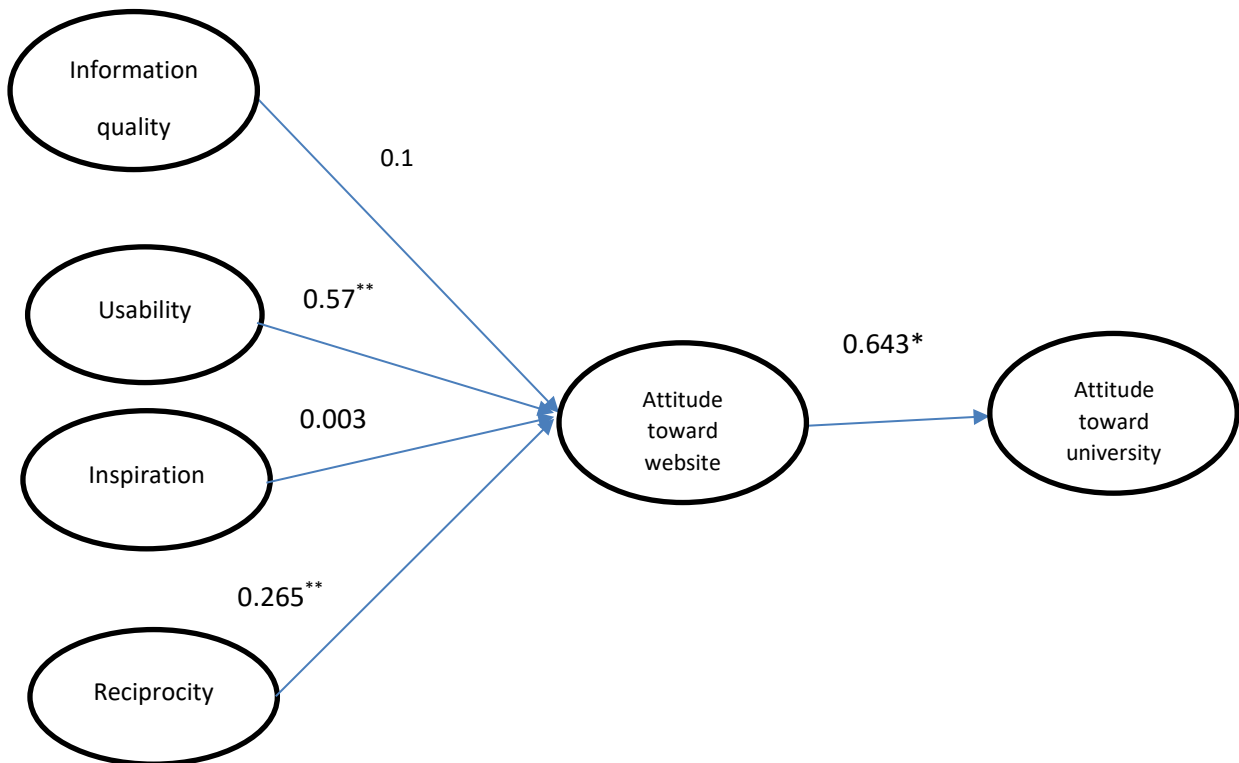 Information
quality
0.1
Usability
0.57**
Inspiration
0.003
Reciprocity
0.265**
Attitude
toward
website
0.643*
Attitude
toward
university